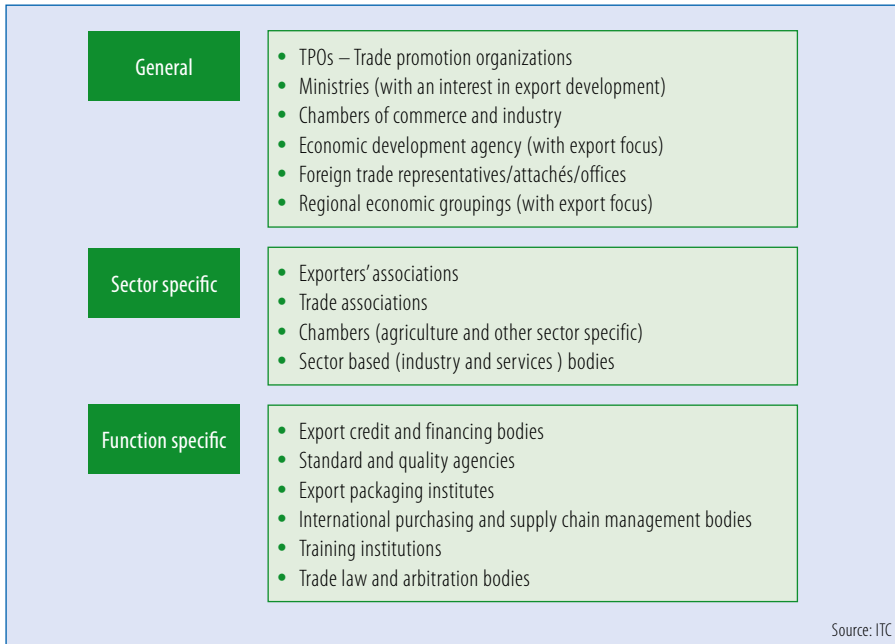 General
• TPOs – Trade promotion organizations
• Ministries (with an interest in export development)
• Chambers of commerce and industry
• Economic development agency (with export focus)
• Foreign trade representatives/attachés/offices
• Regional economic groupings (with export focus)
Sector specific
• Exporters’ associations
• Trade associations
• Chambers (agriculture and other sector specific)
• Sector based (industry and services ) bodies
Function specific
• Export credit and financing bodies
• Standard and quality agencies
• Export packaging institutes
• International purchasing and supply chain management bodies
• Training institutions
• Trade law and arbitration bodies
Source: ITC